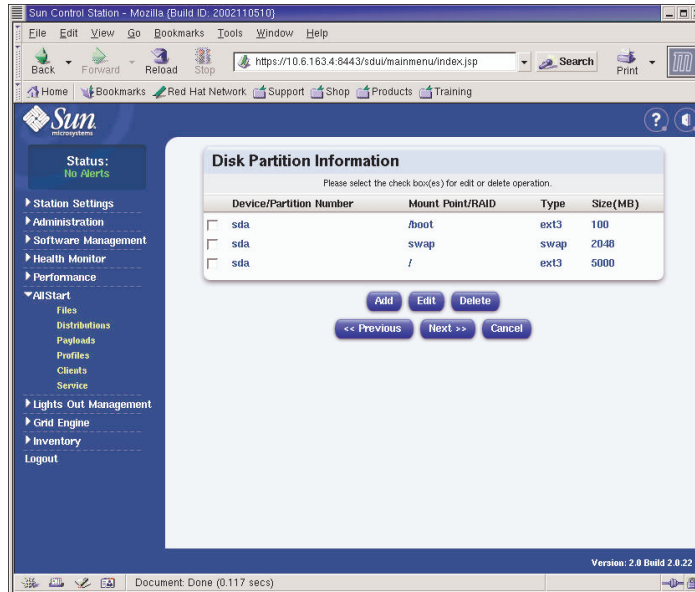 Sun Control Station - Mozilla {Build ID: 2002110510}
File Edit View Go Bookmarks Tools Window Help
Back Forward Reload Stop https://10.6.163.4:8443/sdui/mainmenu/index.jsp Search Print
Home Bookmarks Red Hat Network Support Shop Products Training
Sun
microsystems
?
Status:
No Alerts
Station Settings
Administration
Software Management
Health Monitor
Performance
AllStart
Files
Distributions
Payloads
Profiles
Clients
Service
Lights Out Management
Grid Engine
Inventory
Logout
Disk Partition Information
Please select the check box(es) for edit or delete operation.
Device/Partition Number Mount Point/RAID Type Size(MB)
sda /boot ext3 100
sda swap swap 2048
sda / ext3 5000
Add Edit Delete
<< Previous Next >> Cancel
Version: 2.0 Build 2.0.22
Document: Done (0.117 secs)